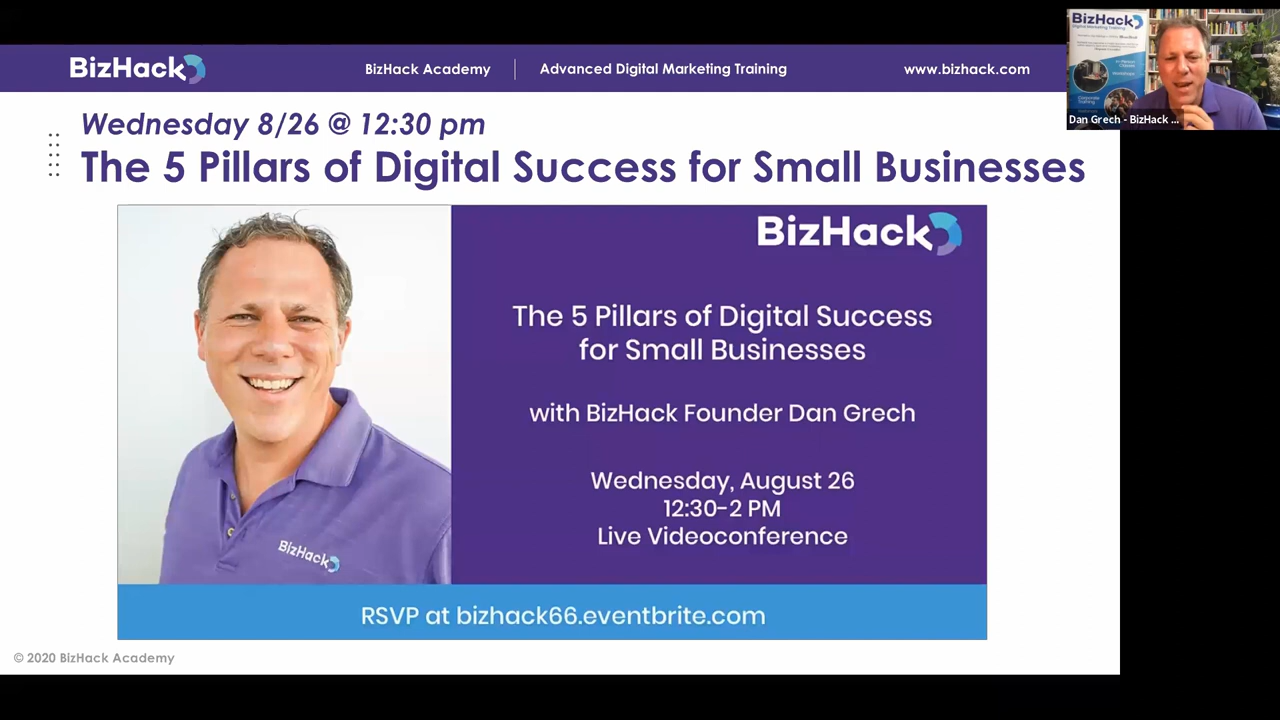 BizHack
BizHack Academy
Advanced Digital Marketing Training
www.bizhack.com
BizHack
Digital Marketing Training
Dan Grech - BizHack ...
Wednesday 8/26 @ 12:30 pm
The 5 Pillars of Digital Success for Small Businesses
BizHack
The 5 Pillars of Digital Success
for Small Businesses
with BizHack Founder Dan Grech
Wednesday, August 26
12:30-2 PM
Live Videoconference
BizHack
RSVP at bizhack66.eventbrite.com
© 2020 BizHack Academy